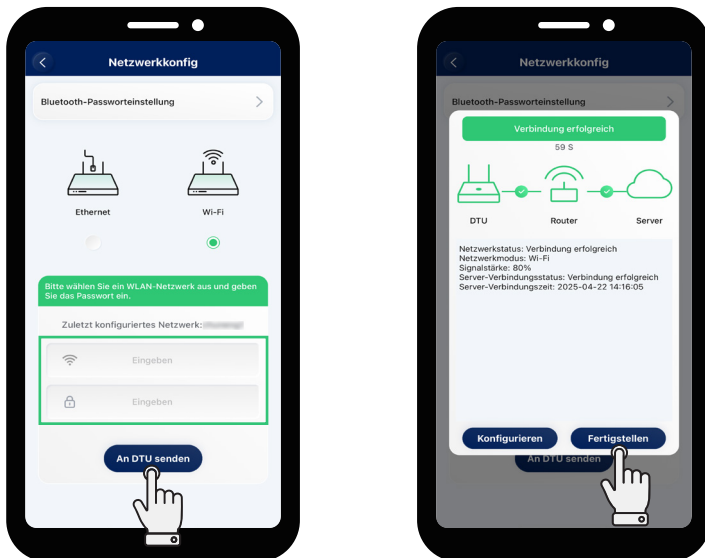 Netzwerkkonfig
Bluetooth-Passworteinstellung
Ethernet
Wi-Fi
Bitte wählen Sie ein WLAN-Netzwerk aus und geben
Sie das Passwort ein.
Zuletzt konfiguriertes Netzwerk:
Eingeben
Eingeben
An DTU senden
Netzwerkkonfig
Bluetooth-Passworteinstellung
Verbindung erfolgreich
59 S
DTU
Router
Server
Netzwerkstatus: Verbindung erfolgreich
Netzwerkmodus: Wi-Fi
Signalstärke: 80%
Server-Verbindungsstatus: Verbindung erfolgreich
Server-Verbindungszeit: 2025-04-22 14:16:05
Konfigurieren
Fertigstellen
An DTU senden